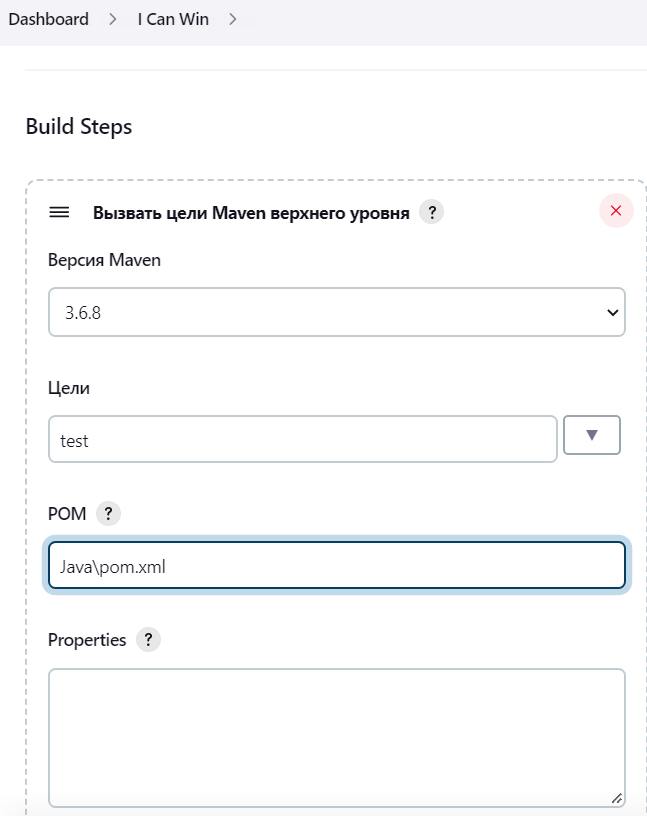 Dashboard > I Can Win >
Build Steps
Вызвать цели Maven верхнего уровня ?
Версия Maven
3.6.8
Цели
test
POM ?
Java\pom.xml
Properties ?